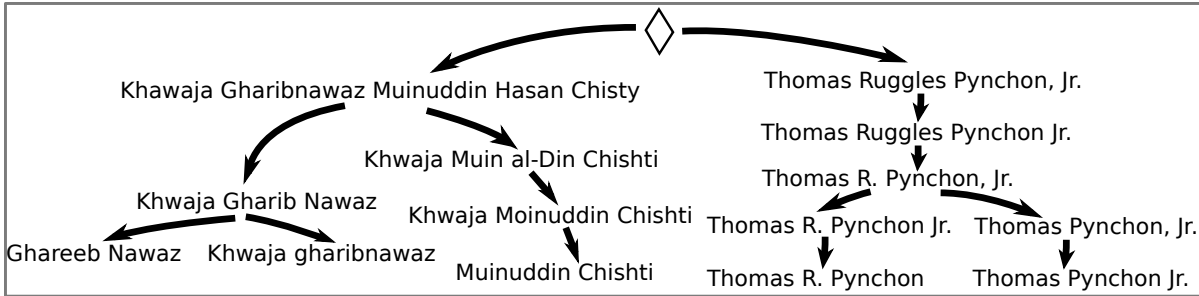 Khawaja Gharibnawaz Muinuddin Hasan Chisty
Thomas Ruggles Pynchon, Jr.
Thomas Ruggles Pynchon Jr.
Khwaja Muin al-Din Chishti
Thomas R. Pynchon, Jr.
Khwaja Gharib Nawaz
Khwaja Moinuddin Chishti
Thomas R. Pynchon Jr.
Thomas Pynchon, Jr.
Ghareeb Nawaz
Khwaja gharibnawaz
Muinuddin Chishti
Thomas R. Pynchon
Thomas Pynchon Jr.